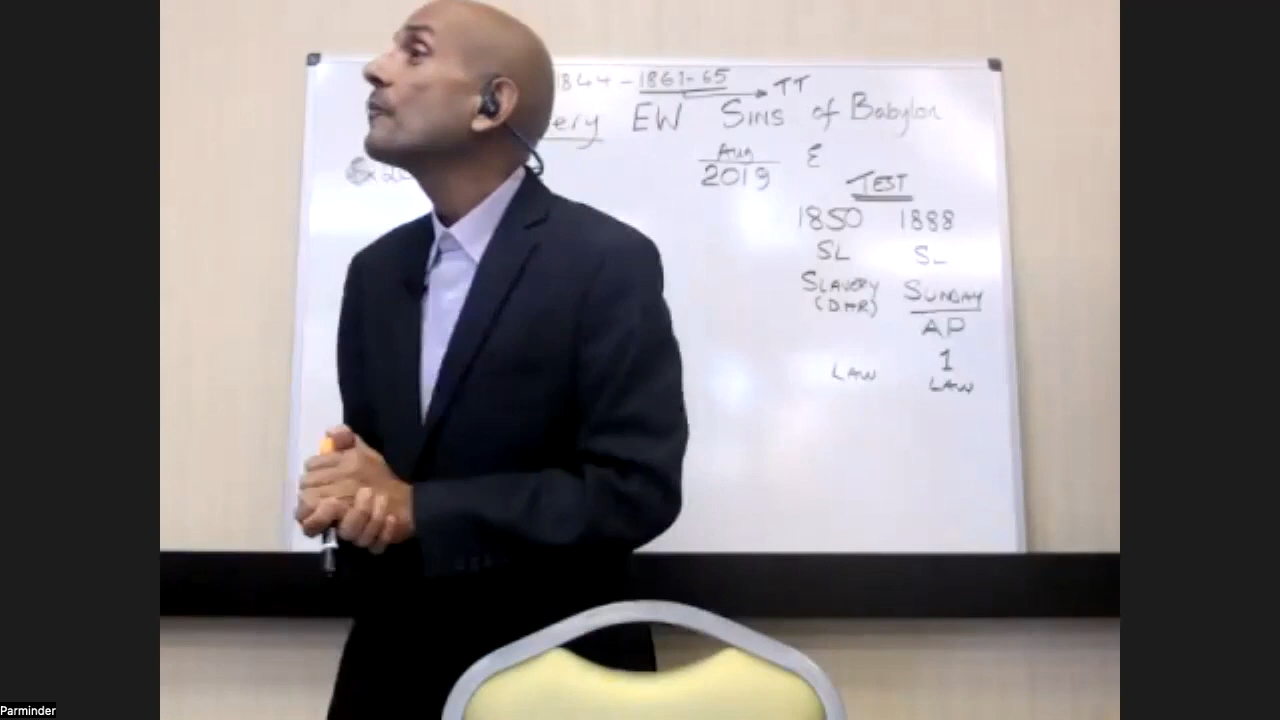 1844 - 1861-65 → TT
ery EW SINS of Babylon
Aug
2019 E
TEST
1850 1888
SL SL
SLAVERY SUNDAY
(DHR) AP
1
LAW LAW
Parminder